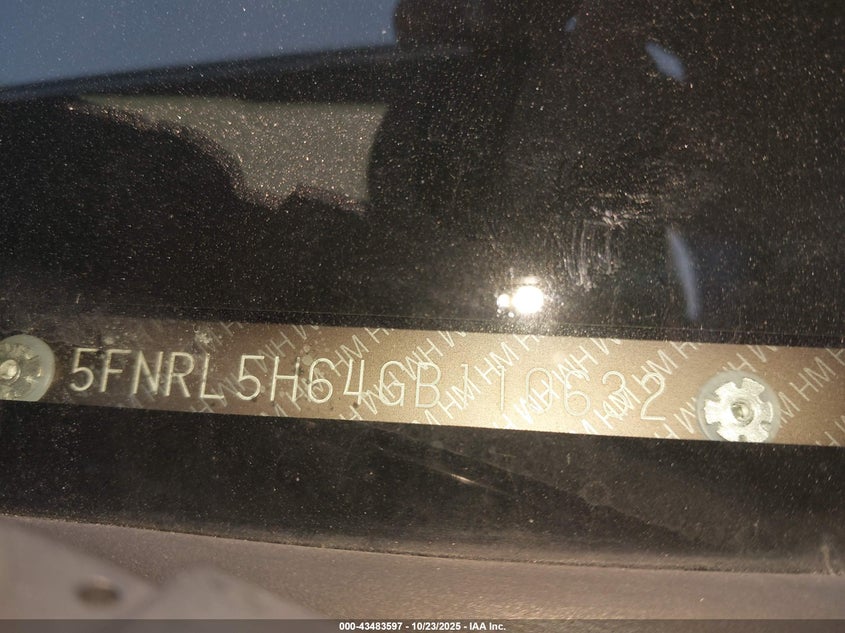 5FNRL5H64GB110632
000-43483597 - 10/23/2025 - IAA Inc.